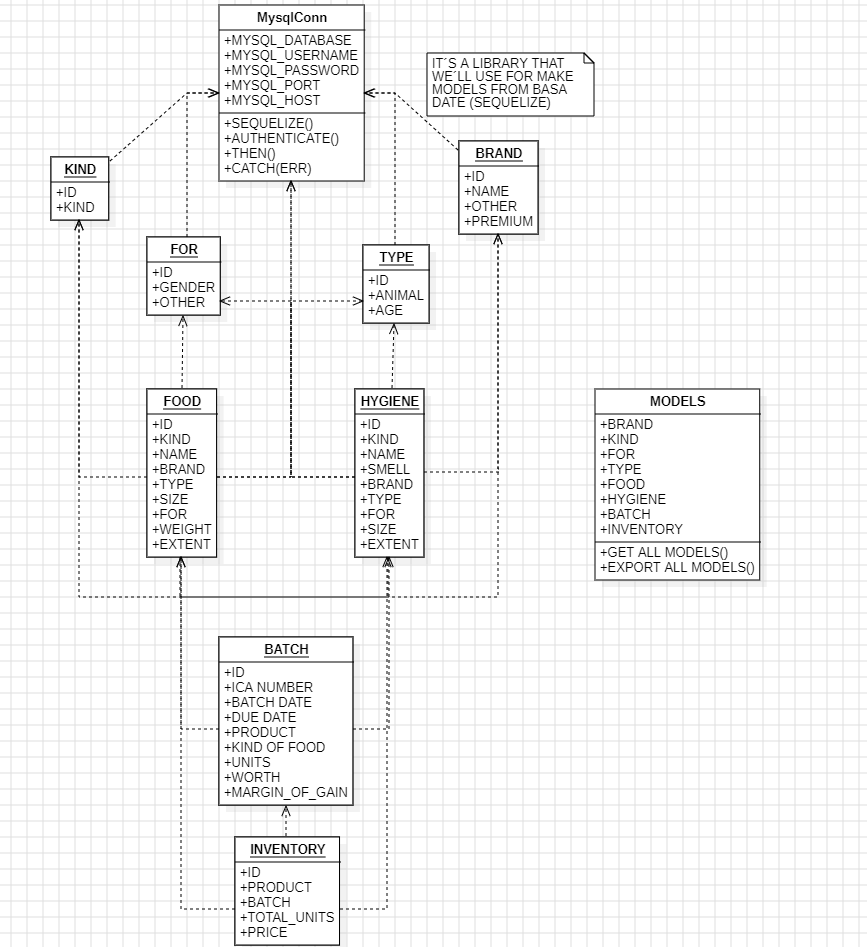 MysqlConn
+MYSQL_DATABASE
+MYSQL_USERNAME
+MYSQL_PASSWORD
+MYSQL_PORT
+MYSQL_HOST
+SEQUELIZE()
+AUTHENTICATE()
+THEN()
+CATCH(ERR)
IT´S A LIBRARY THAT
WE´LL USE FOR MAKE
MODELS FROM BASA
DATE (SEQUELIZE)
KIND
+ID
+KIND
BRAND
+ID
+NAME
+OTHER
+PREMIUM
FOR
+ID
+GENDER
+OTHER
TYPE
+ID
+ANIMAL
+AGE
FOOD
+ID
+KIND
+NAME
+BRAND
+TYPE
+SIZE
+FOR
+WEIGHT
+EXTENT
HYGIENE
+ID
+KIND
+NAME
+SMELL
+BRAND
+TYPE
+FOR
+SIZE
+EXTENT
MODELS
+BRAND
+KIND
+FOR
+TYPE
+FOOD
+HYGIENE
+BATCH
+INVENTORY
+GET ALL MODELS()
+EXPORT ALL MODELS()
BATCH
+ID
+ICA NUMBER
+BATCH DATE
+DUE DATE
+PRODUCT
+KIND OF FOOD
+UNITS
+WORTH
+MARGIN_OF_GAIN
INVENTORY
+ID
+PRODUCT
+BATCH
+TOTAL_UNITS
+PRICE